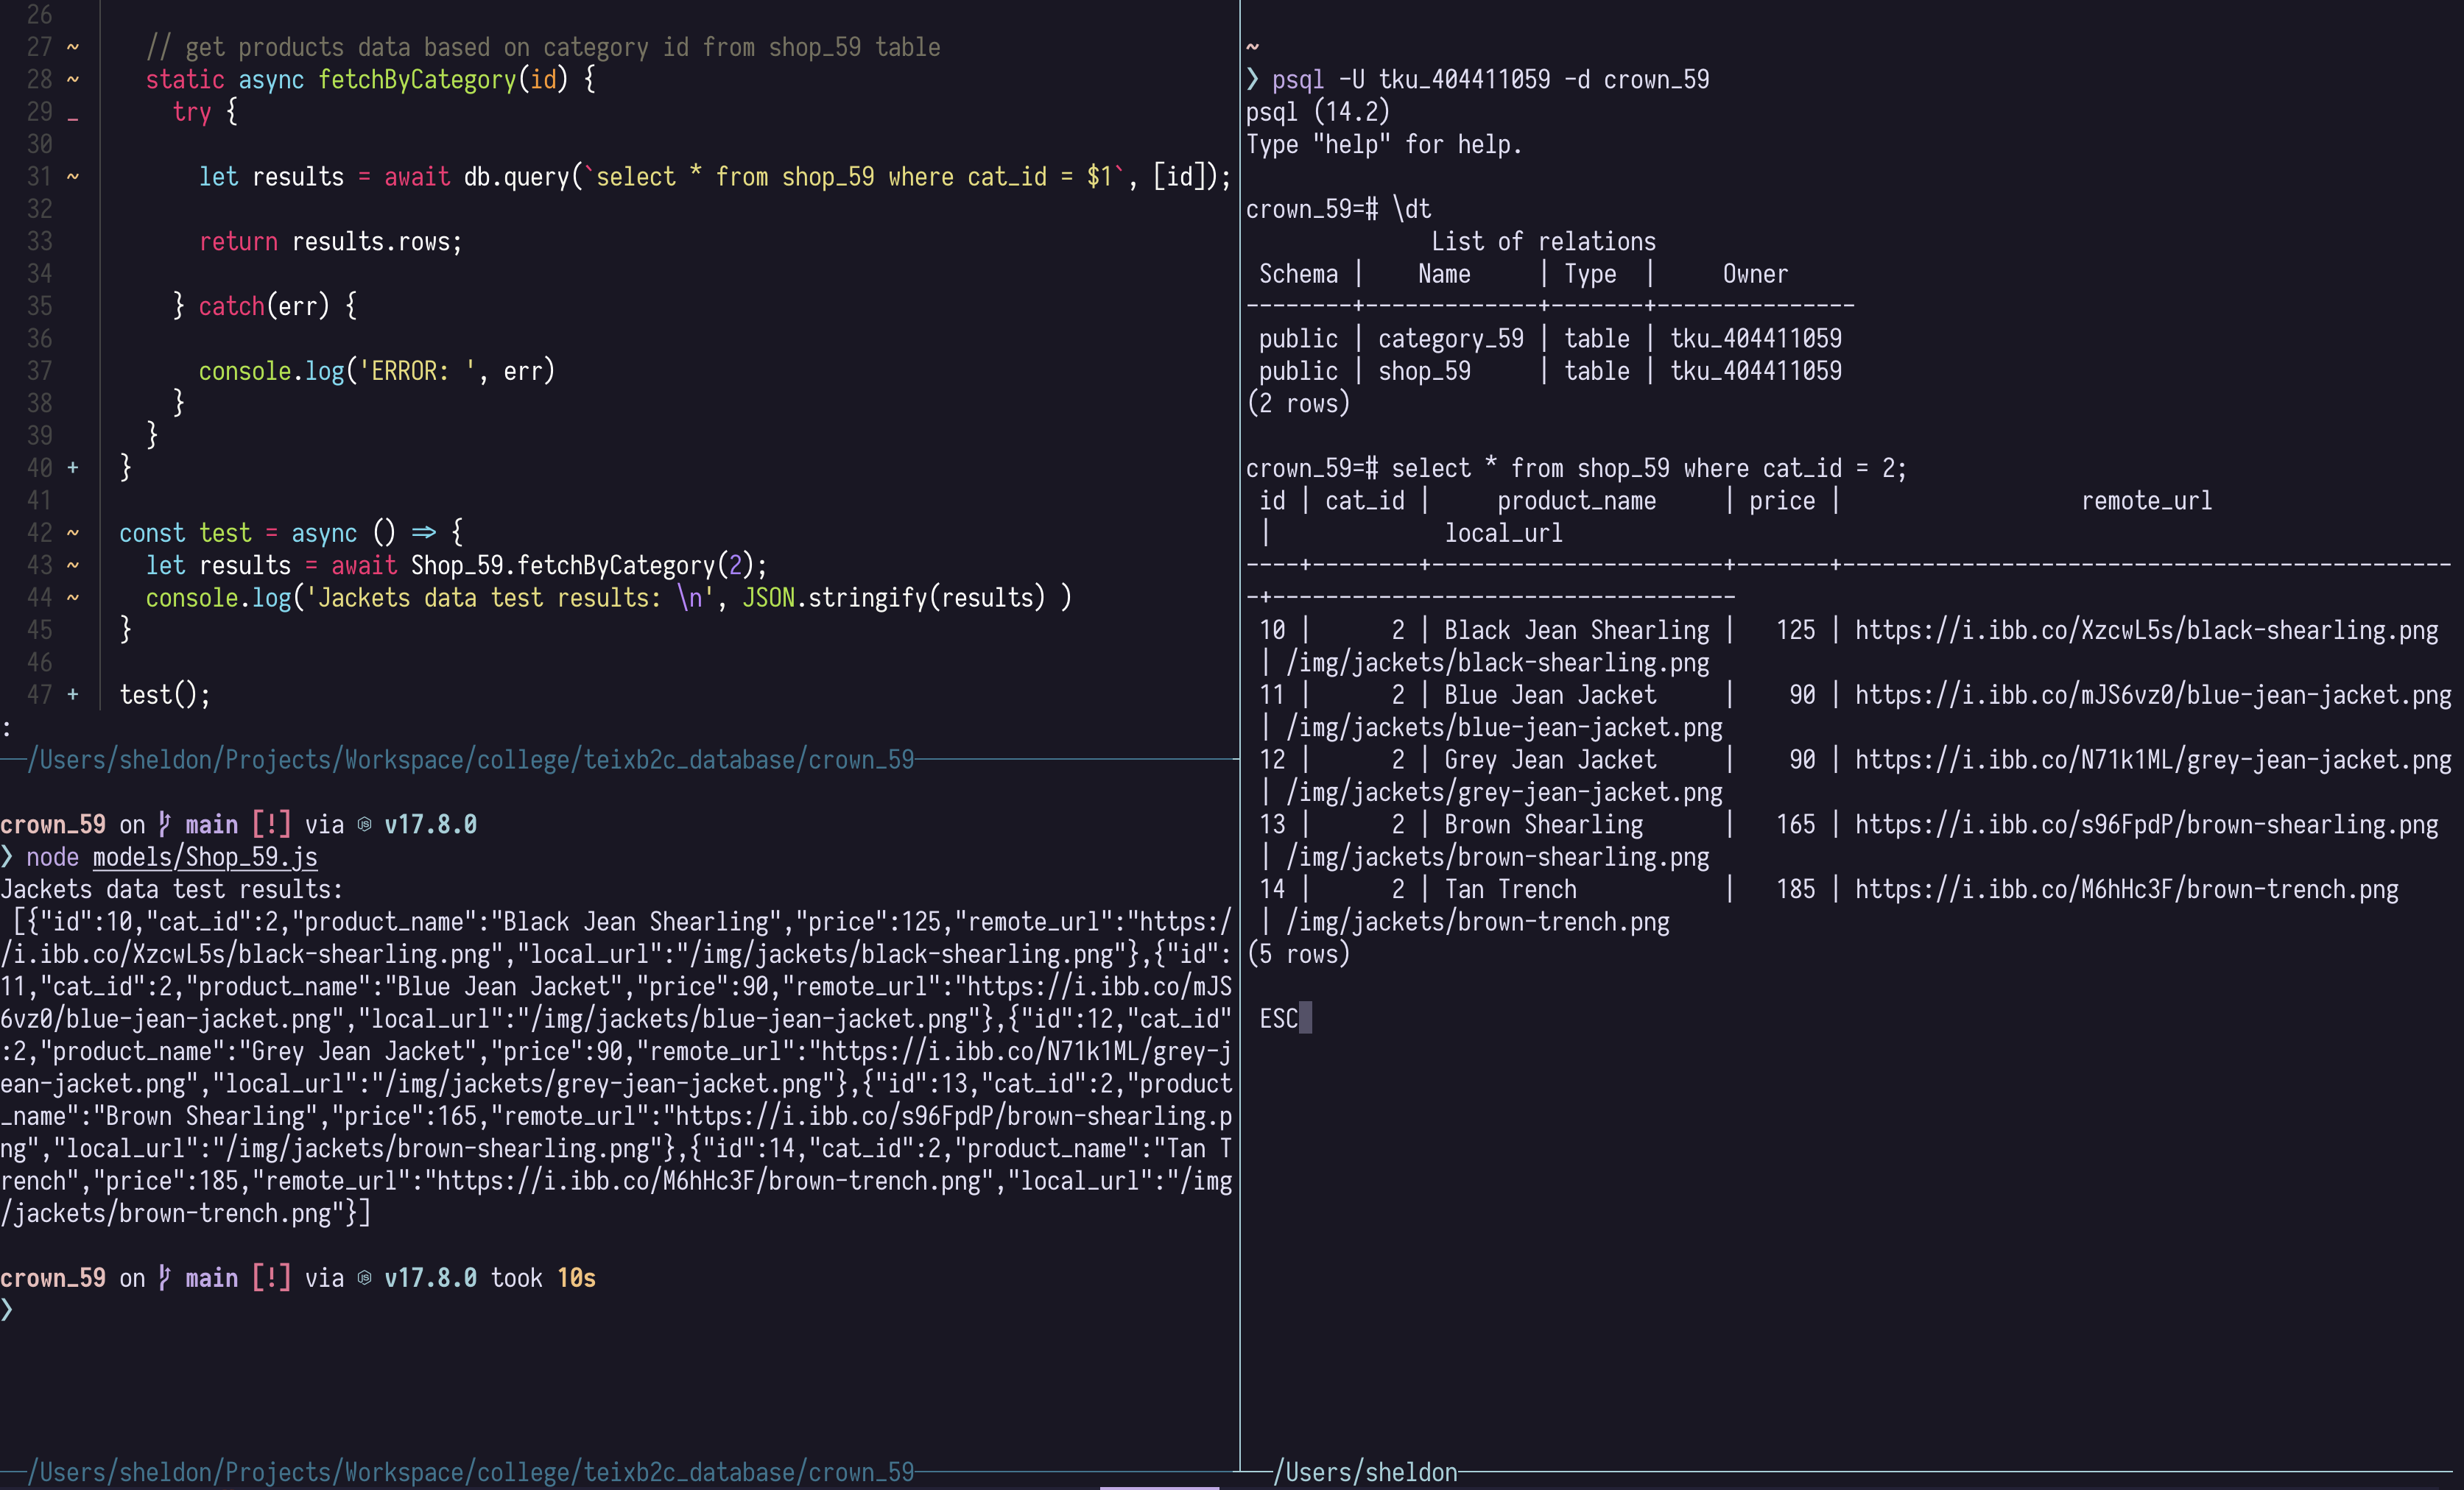 26
27 ~ // get products data based on category id from shop_59 table
28 ~ static async fetchByCategory(id) {
29 _ try {
30
31 ~ let results = await db.query(`select * from shop_59 where cat_id = $1`, [id]);
32
33 return results.rows;
34
35 } catch(err) {
36
37 console.log('ERROR: ', err)
38 }
39 }
40 + }
41
42 ~ const test = async () => {
43 ~ let results = await Shop_59.fetchByCategory(2);
44 ~ console.log('Jackets data test results: \n', JSON.stringify(results) )
45 }
46
47 + test();
:
/Users/sheldon/Projects/Workspace/college/teixb2c_database/crown_59
crown_59 on main [!] via v17.8.0
❯ node models/Shop_59.js
Jackets data test results:
[{"id":10,"cat_id":2,"product_name":"Black Jean Shearling","price":125,"remote_url":"https:/
/i.ibb.co/XzcwL5s/black-shearling.png","local_url":"/img/jackets/black-shearling.png"},{"id":
11,"cat_id":2,"product_name":"Blue Jean Jacket","price":90,"remote_url":"https://i.ibb.co/mJS
6vz0/blue-jean-jacket.png","local_url":"/img/jackets/blue-jean-jacket.png"},{"id":12,"cat_id"
:2,"product_name":"Grey Jean Jacket","price":90,"remote_url":"https://i.ibb.co/N71k1ML/grey-j
ean-jacket.png","local_url":"/img/jackets/grey-jean-jacket.png"},{"id":13,"cat_id":2,"product
_name":"Brown Shearling","price":165,"remote_url":"https://i.ibb.co/s96FpdP/brown-shearling.p
ng","local_url":"/img/jackets/brown-shearling.png"},{"id":14,"cat_id":2,"product_name":"Tan T
rench","price":185,"remote_url":"https://i.ibb.co/M6hHc3F/brown-trench.png","local_url":"/img
/jackets/brown-trench.png"}]
crown_59 on main [!] via v17.8.0 took 10s
❯
/Users/sheldon/Projects/Workspace/college/teixb2c_database/crown_59
~
❯ psql -U tku_404411059 -d crown_59
psql (14.2)
Type "help" for help.
crown_59=# \dt
List of relations
Schema | Name | Type | Owner
--------+-------------+-------+---------------
public | category_59 | table | tku_404411059
public | shop_59 | table | tku_404411059
(2 rows)
crown_59=# select * from shop_59 where cat_id = 2;
id | cat_id | product_name | price | remote_url
| local_url
----+--------+----------------------+-------+----------------------------------------------
-+-----------------------------------
10 | 2 | Black Jean Shearling | 125 | https://i.ibb.co/XzcwL5s/black-shearling.png
| /img/jackets/black-shearling.png
11 | 2 | Blue Jean Jacket | 90 | https://i.ibb.co/mJS6vz0/blue-jean-jacket.png
| /img/jackets/blue-jean-jacket.png
12 | 2 | Grey Jean Jacket | 90 | https://i.ibb.co/N71k1ML/grey-jean-jacket.png
| /img/jackets/grey-jean-jacket.png
13 | 2 | Brown Shearling | 165 | https://i.ibb.co/s96FpdP/brown-shearling.png
| /img/jackets/brown-shearling.png
14 | 2 | Tan Trench | 185 | https://i.ibb.co/M6hHc3F/brown-trench.png
| /img/jackets/brown-trench.png
(5 rows)
ESC
/Users/sheldon